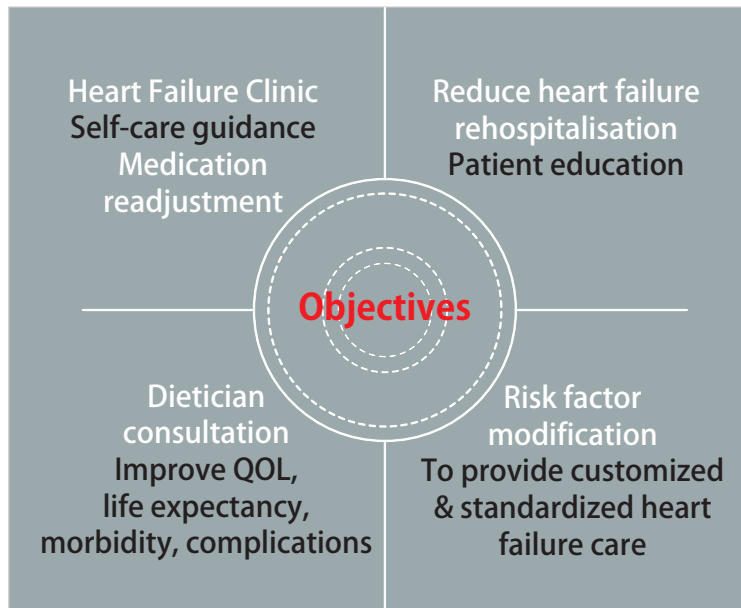 Heart Failure Clinic
Self-care guidance
Medication
readjustment
Reduce heart failure
rehospitalisation
Patient education
Objectives
Dietician
consultation
Improve QOL,
life expectancy,
morbidity, complications
Risk factor
modification
To provide customized
& standardized heart
failure care